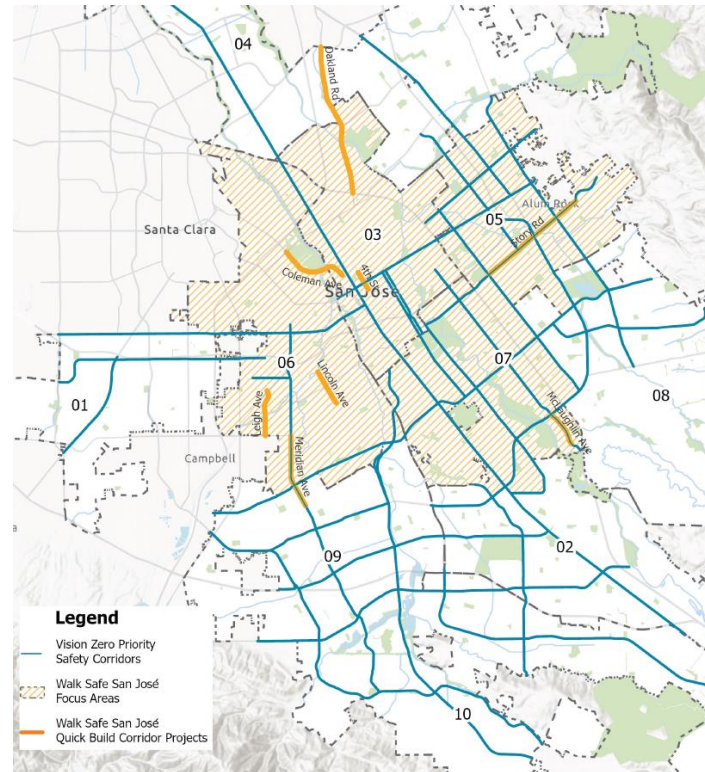 04
Oakland Rd
Alum Rock
05
Story Rd
Santa Clara
03
Coleman Ave
4th St
San José
06
Lincoln Ave
07
01
08
Leigh Ave
McLaughlin Ave
Campbell
Meridian Ave
09
02
10
Legend
Vision Zero Priority
Safety Corridors
Walk Safe San José
Focus Areas
Walk Safe San José
Quick Build Corridor Projects